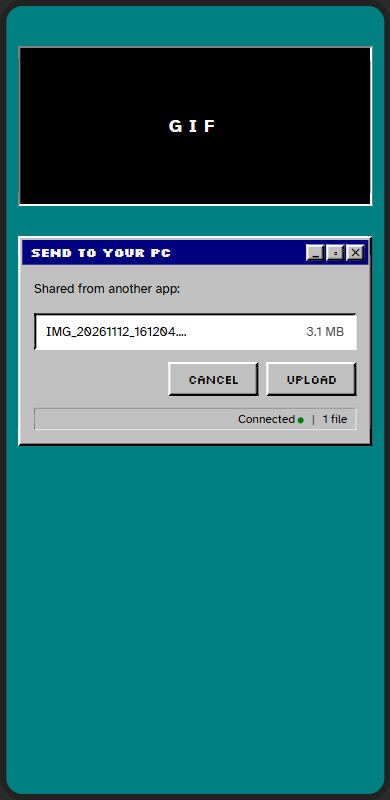 GIF
SEND TO YOUR PC
Shared from another app:
IMG_20261112_161204.... 3.1 MB
CANCEL UPLOAD
Connected ● | 1 file